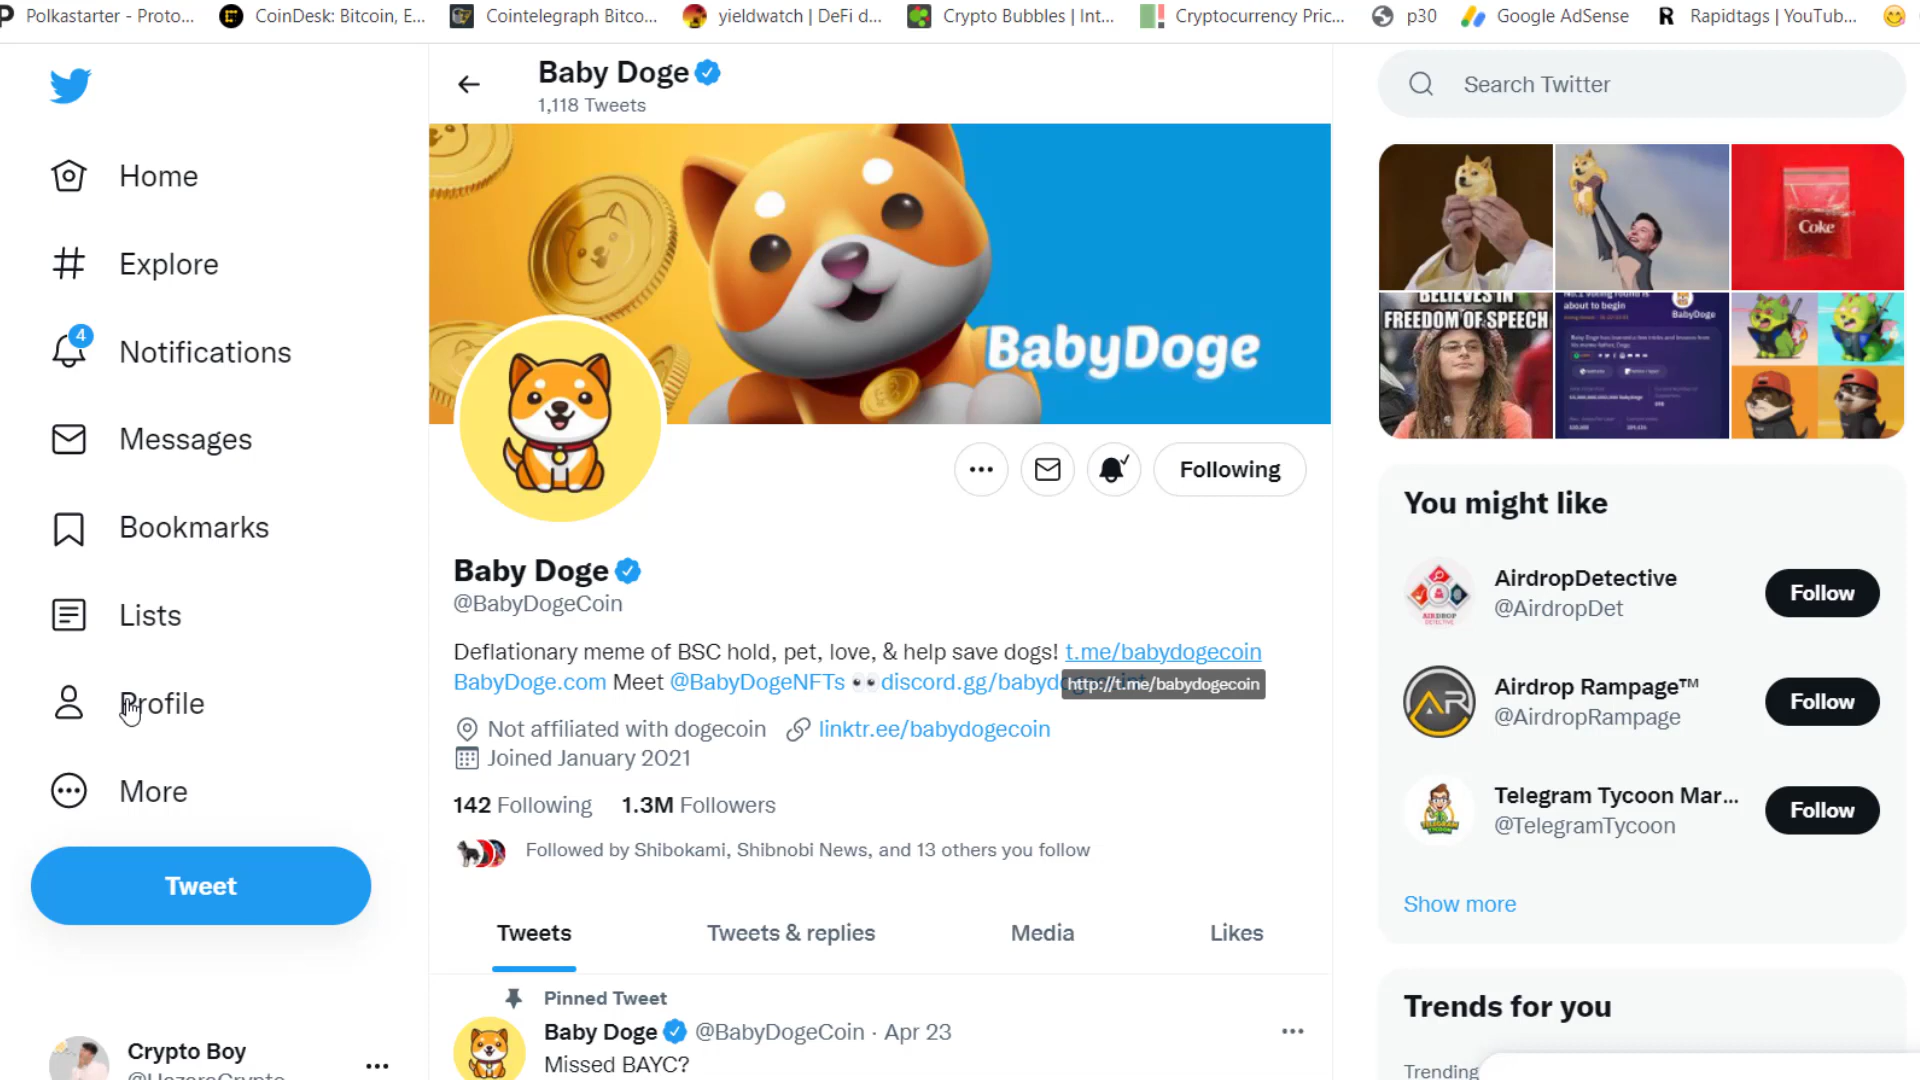 Polkastarter - Proto...
CoinDesk: Bitcoin, E...
Cointelegraph Bitco...
yieldwatch | DeFi d...
Crypto Bubbles | Int...
Cryptocurrency Pric...
p30
Google AdSense
Rapidtags | YouTub...
Home
Explore
4
Notifications
Messages
Bookmarks
Lists
Profile
More
Tweet
Crypto Boy
Baby Doge
1,118 Tweets
BabyDoge
Following
Baby Doge
@BabyDogeCoin
Deflationary meme of BSC hold, pet, love, & help save dogs! t.me/babydogecoin
BabyDoge.com Meet @BabyDogeNFTs 👀discord.gg/babyd
http://t.me/babydogecoin
Not affiliated with dogecoin linktr.ee/babydogecoin
Joined January 2021
142 Following 1.3M Followers
Followed by Shibokami, Shibnobi News, and 13 others you follow
Tweets Tweets & replies Media Likes
Pinned Tweet
Baby Doge @BabyDogeCoin · Apr 23
Missed BAYC?
Search Twitter
Coke
BELIEVES IN
FREEDOM OF SPEECH
about to begin
BabyDoge
You might like
AirdropDetective
@AirdropDet
Follow
Airdrop Rampage™
@AirdropRampage
Follow
Telegram Tycoon Mar...
@TelegramTycoon
Follow
Show more
Trends for you
Trending